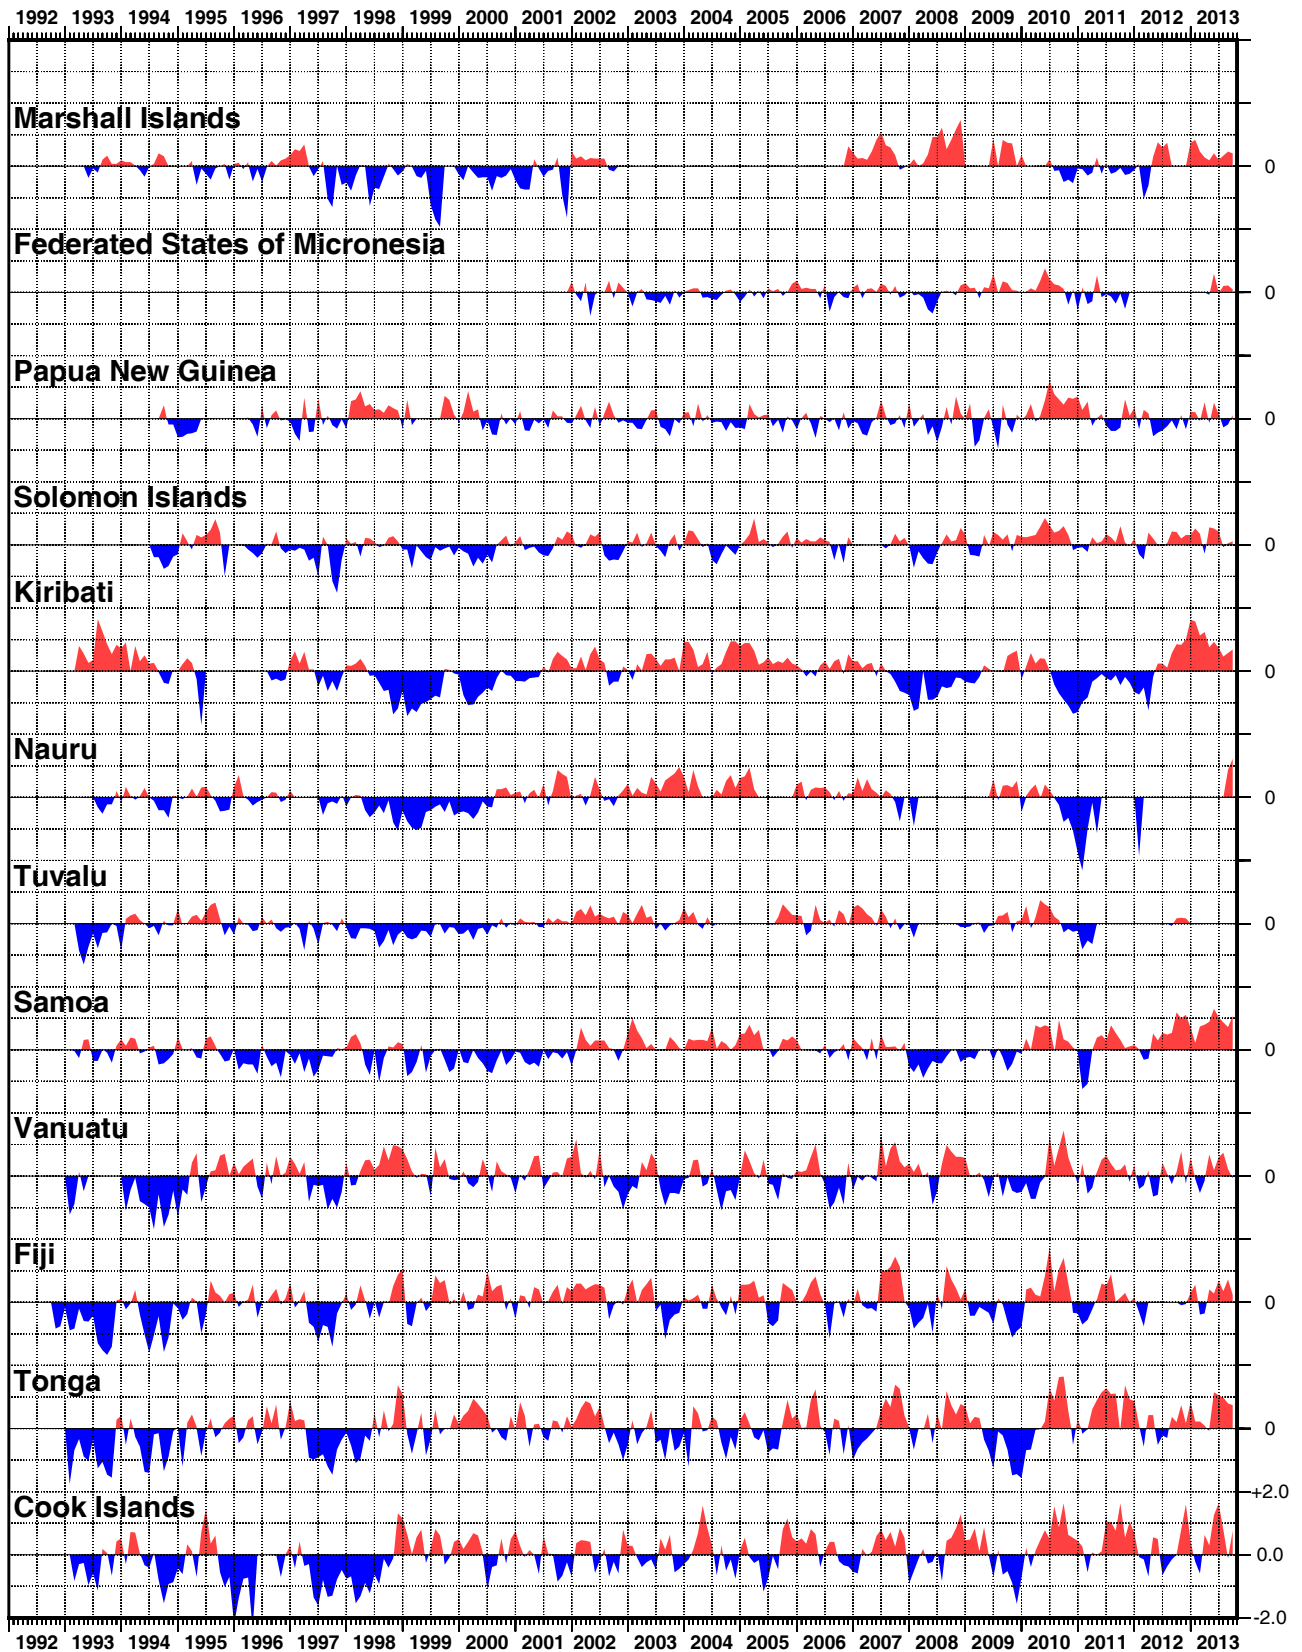 1992 1993 1994 1995 1996 1997 1998 1999 2000 2001 2002 2003 2004 2005 2006 2007 2008 2009 2010 2011 2012 2013
Marshall Islands
0
Federated States of Micronesia
0
Papua New Guinea
0
Solomon Islands
0
Kiribati
0
Nauru
0
Tuvalu
0
Samoa
0
Vanuatu
0
Fiji
0
Tonga
0
+2.0
Cook Islands
0.0
-2.0
1992 1993 1994 1995 1996 1997 1998 1999 2000 2001 2002 2003 2004 2005 2006 2007 2008 2009 2010 2011 2012 2013